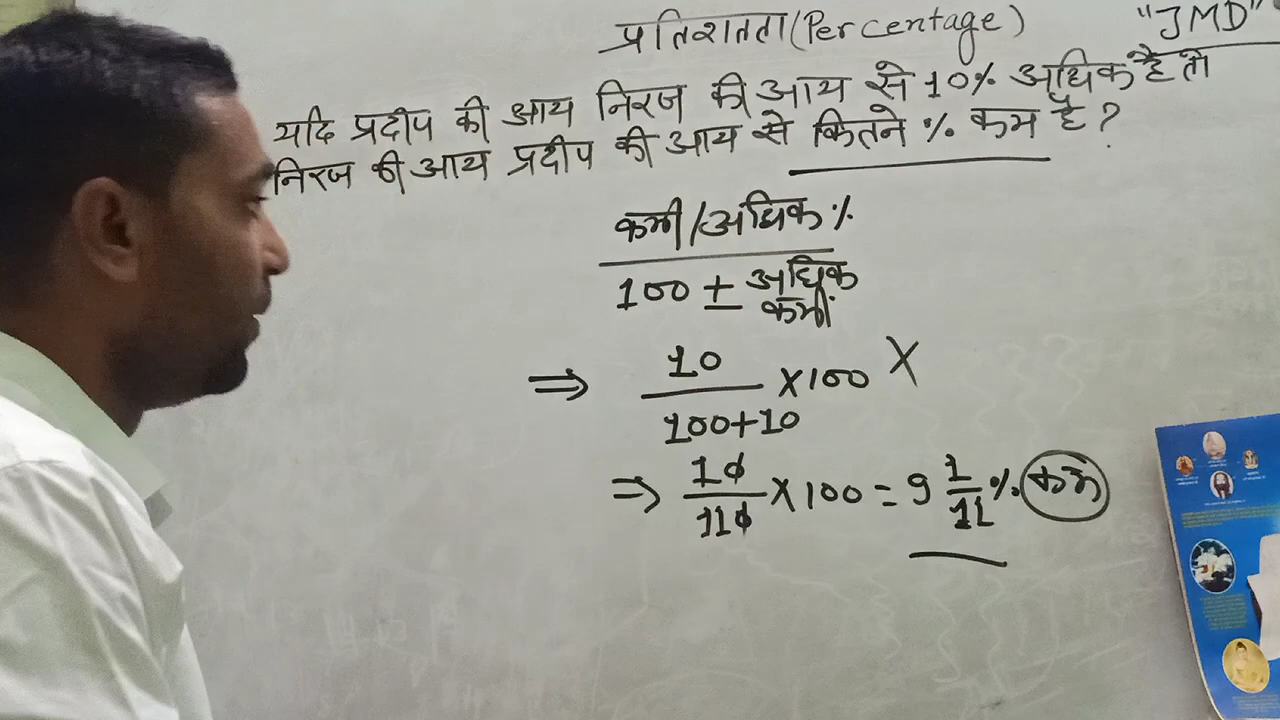 प्रतिशतता (Percentage)
"JMD"
यदि प्रदीप की आय निरज की आय से 10% अधिक है तो
निरज की आय प्रदीप की आय से कितने % कम है?
कमी/अधिक %
100 ± अधिक
कमी
⇒ 10 × 100 X
100+10
⇒ 10 × 100 = 9 1/11 % कम
110